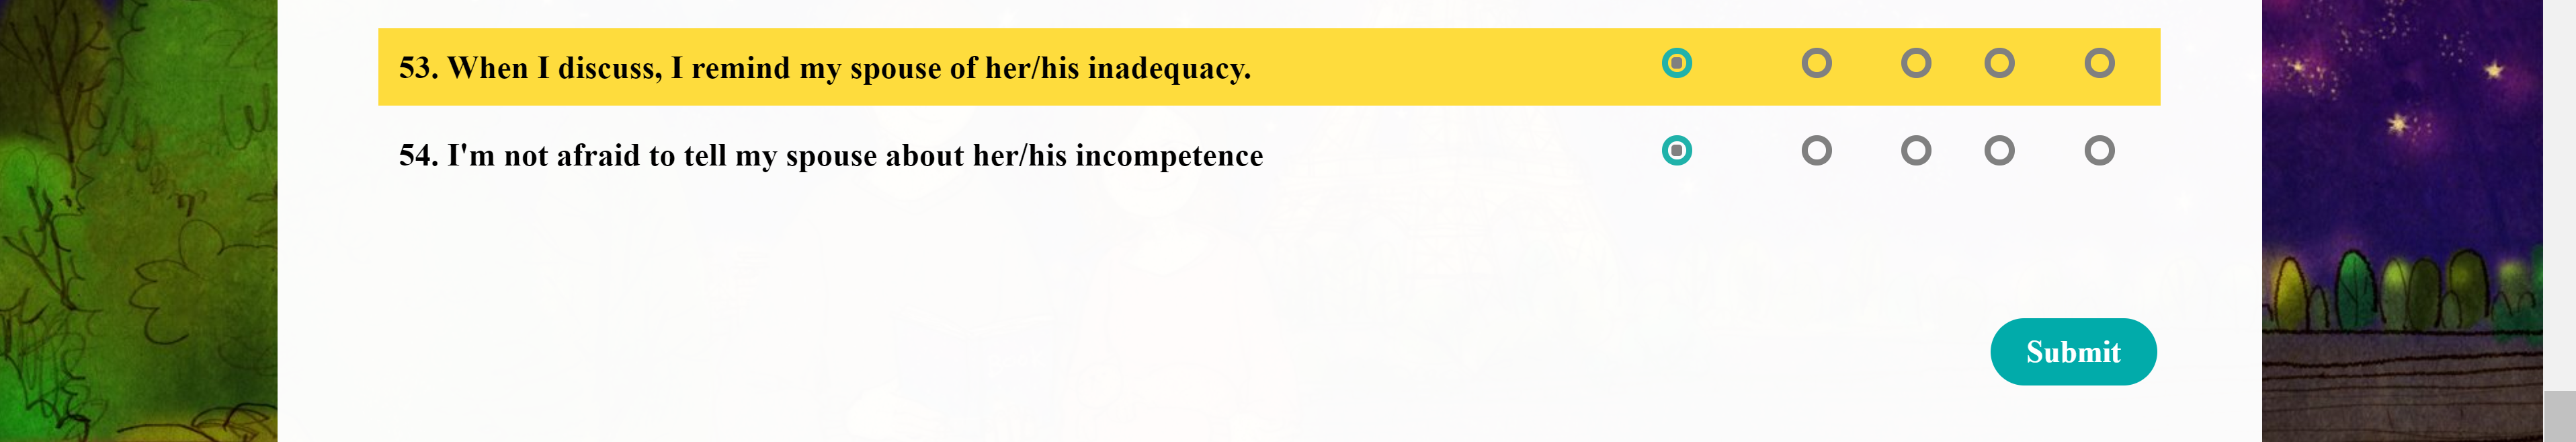 53. When I discuss, I remind my spouse of her/his inadequacy.
54. I'm not afraid to tell my spouse about her/his incompetence
Submit